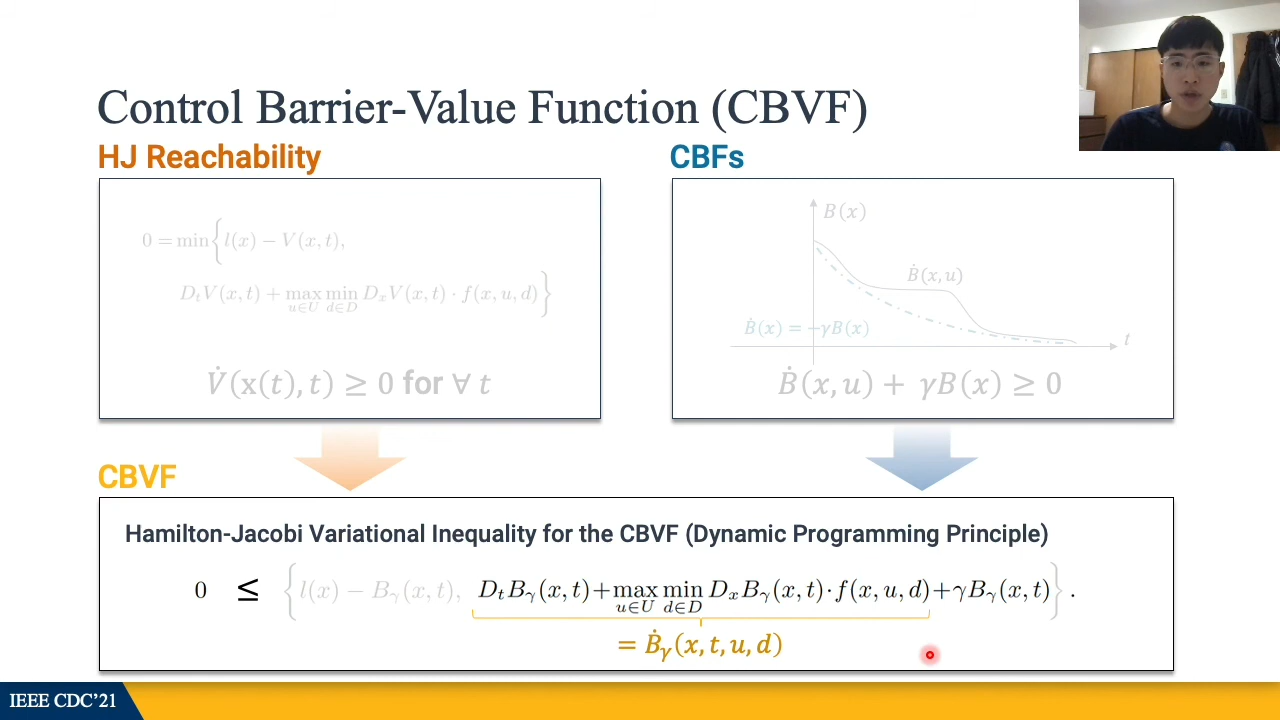 Control Barrier-Value Function (CBVF)
HJ Reachability
0 = min{l(x) − V(x, t),
D_tV(x, t) + max_{u∈U} min_{d∈D} D_xV(x, t) · f(x, u, d)}
V̇(x(t), t) ≥ 0 for ∀ t
CBFs
B(x)
Ḃ(x, u)
Ḃ(x) = −γB(x)
t
Ḃ(x, u) + γB(x) ≥ 0
CBVF
Hamilton-Jacobi Variational Inequality for the CBVF (Dynamic Programming Principle)
0 ≤ {l(x) − B_γ(x, t), D_tB_γ(x, t)+max_{u∈U} min_{d∈D} D_xB_γ(x, t)·f(x, u, d)+γB_γ(x, t)}.
= Ḃ_γ(x, t, u, d)
IEEE CDC’21